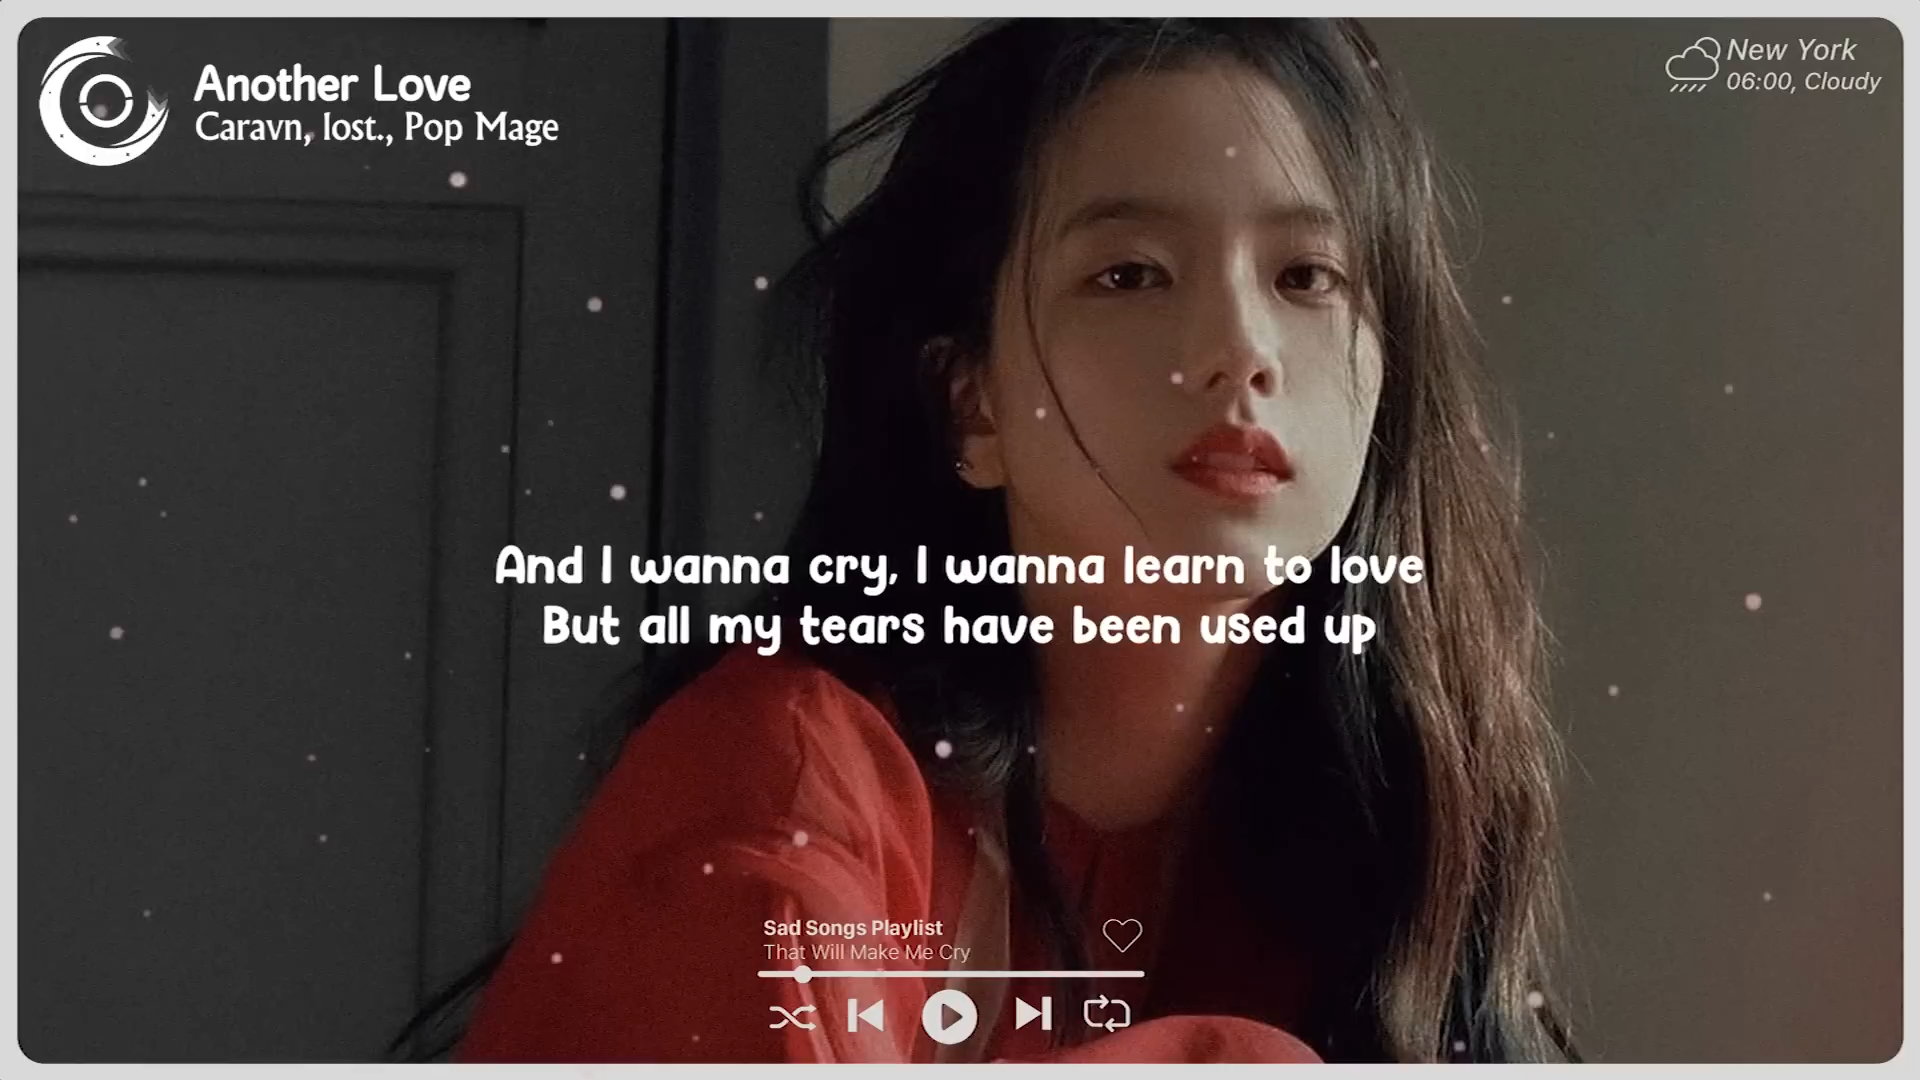 Another Love
Caravn, lost., Pop Mage
New York
06:00, Cloudy
And I wanna cry, I wanna learn to love
But all my tears have been used up
Sad Songs Playlist
That Will Make Me Cry